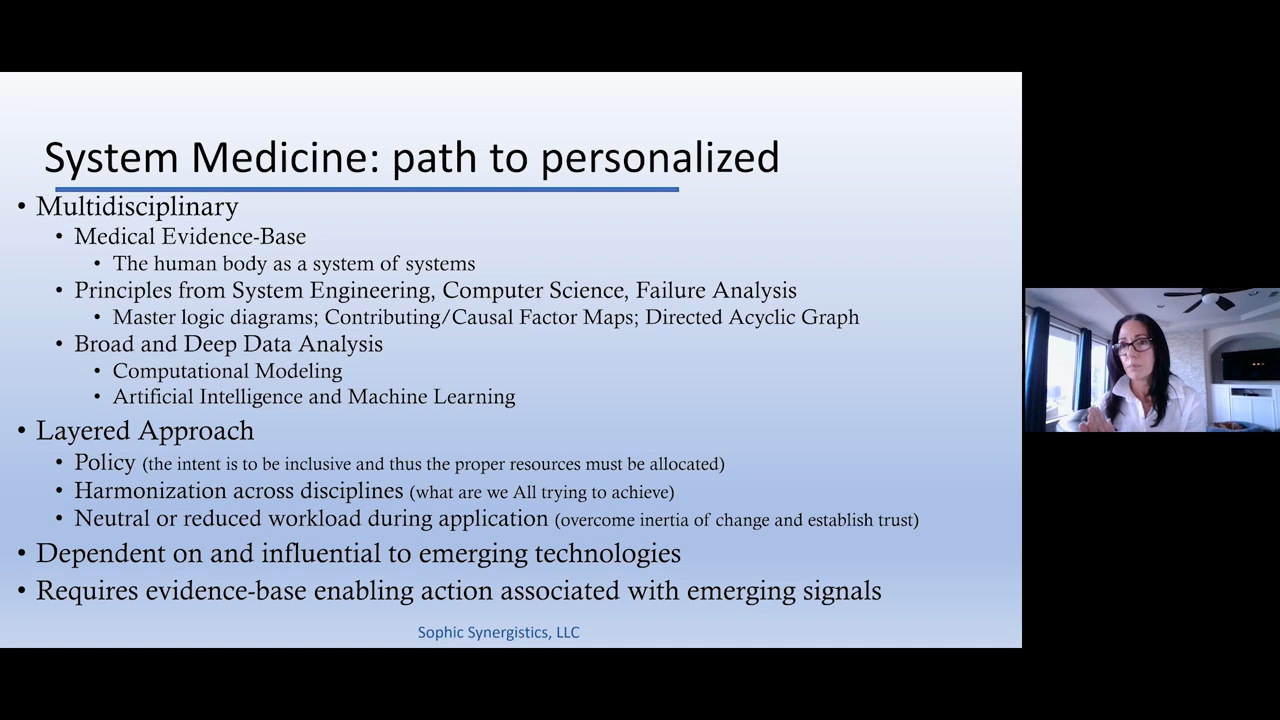 System Medicine: path to personalized
• Multidisciplinary
• Medical Evidence-Base
• The human body as a system of systems
• Principles from System Engineering, Computer Science, Failure Analysis
• Master logic diagrams; Contributing/Causal Factor Maps; Directed Acyclic Graph
• Broad and Deep Data Analysis
• Computational Modeling
• Artificial Intelligence and Machine Learning
• Layered Approach
• Policy (the intent is to be inclusive and thus the proper resources must be allocated)
• Harmonization across disciplines (what are we All trying to achieve)
• Neutral or reduced workload during application (overcome inertia of change and establish trust)
• Dependent on and influential to emerging technologies
• Requires evidence-base enabling action associated with emerging signals
Sophic Synergistics, LLC